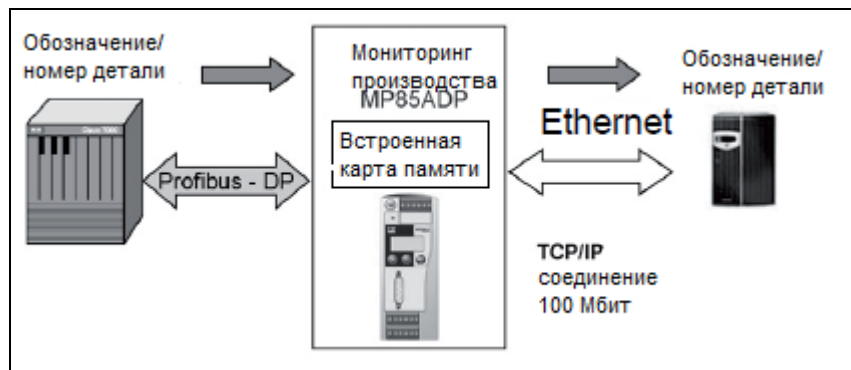 Обозначение/
номер детали
Profibus - DP
Мониторинг
производства
MP85ADP
Встроенная
карта памяти
Ethernet
TCP/IP
соединение
100 Мбит
Обозначение/
номер детали